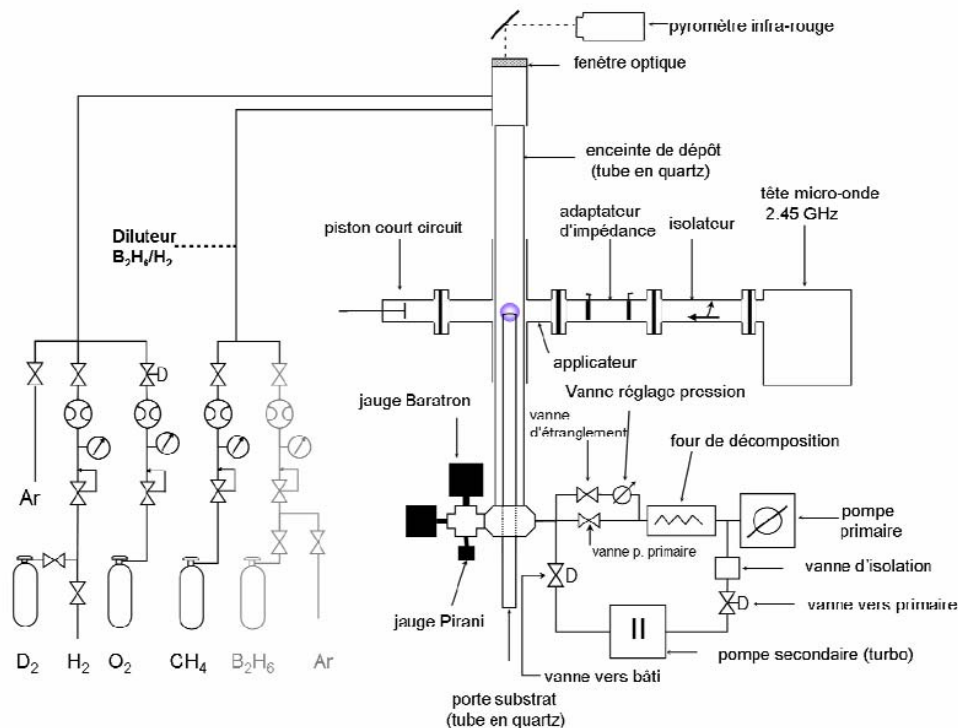 pyromètre infra-rouge
fenêtre optique
enceinte de dépôt
(tube en quartz)
tête micro-onde
2.45 GHz
adaptateur
d'impédance
isolateur
piston court circuit
Diluteur
B₂H₆/H₂
applicateur
jauge Baratron
Vanne réglage pression
vanne
d'étranglement
four de décomposition
D
Ar
pompe
primaire
vanne p. primaire
vanne d'isolation
D
D
vanne vers primaire
jauge Pirani
II
pompe secondaire (turbo)
D₂
H₂
O₂
CH₄
B₂H₆
Ar
vanne vers bâti
porte substrat
(tube en quartz)